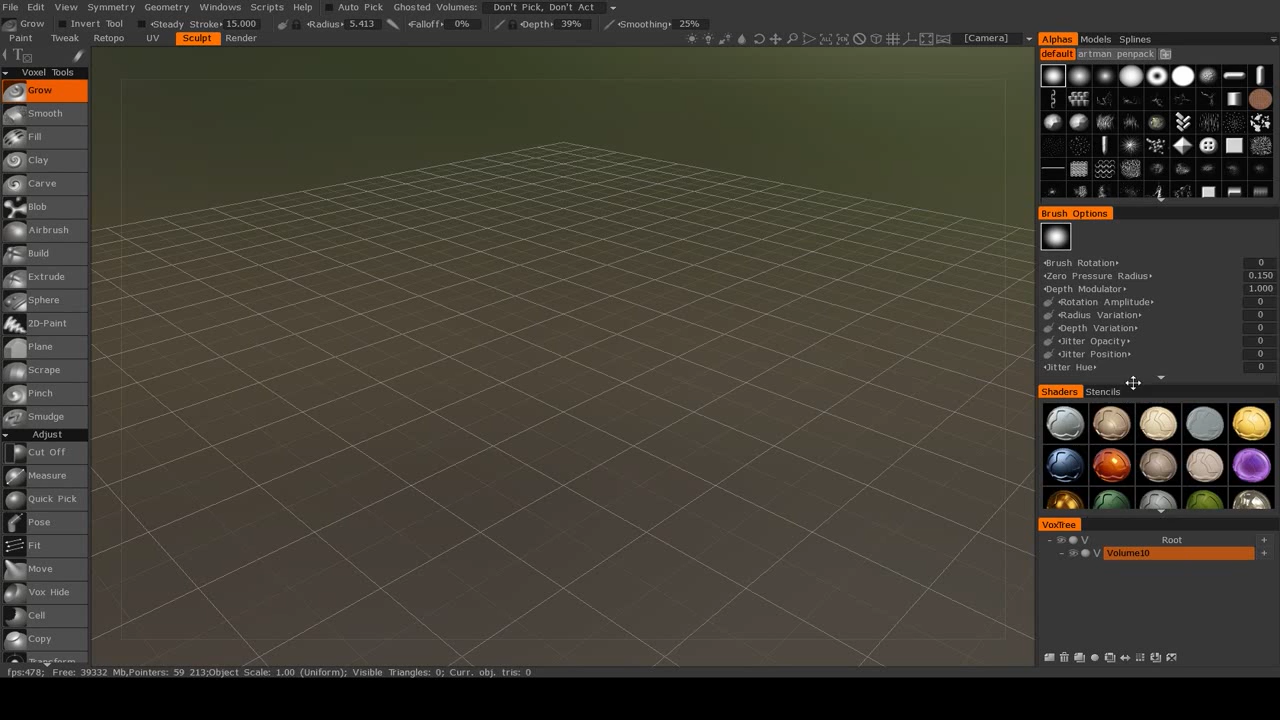 File Edit View Symmetry Geometry Windows Scripts Help Auto Pick Ghosted Volumes: Don't Pick, Don't Act
Grow Invert Tool Steady Stroke 15.000 Radius 5.413 Falloff 0% Depth 39% Smoothing 25%
Paint Tweak Retopo UV Sculpt Render [Camera]
Voxel Tools
Grow
Smooth
Fill
Clay
Carve
Blob
Airbrush
Build
Extrude
Sphere
2D-Paint
Plane
Scrape
Pinch
Smudge
Adjust
Cut Off
Measure
Quick Pick
Pose
Fit
Move
Vox Hide
Cell
Copy
Transform
Alphas Models Splines
default artman penpack
Brush Options
Brush Rotation 0
Zero Pressure Radius 0.150
Depth Modulator 1.000
Rotation Amplitude 0
Radius Variation 0
Depth Variation 0
Jitter Opacity 0
Jitter Position 0
Jitter Hue 0
Shaders Stencils
VoxTree
- V Root +
- V Volume10 +
fps:478; Free: 39332 Mb,Pointers: 59 213;Object Scale: 1.00 (Uniform); Visible Triangles: 0; Curr. obj. tris: 0